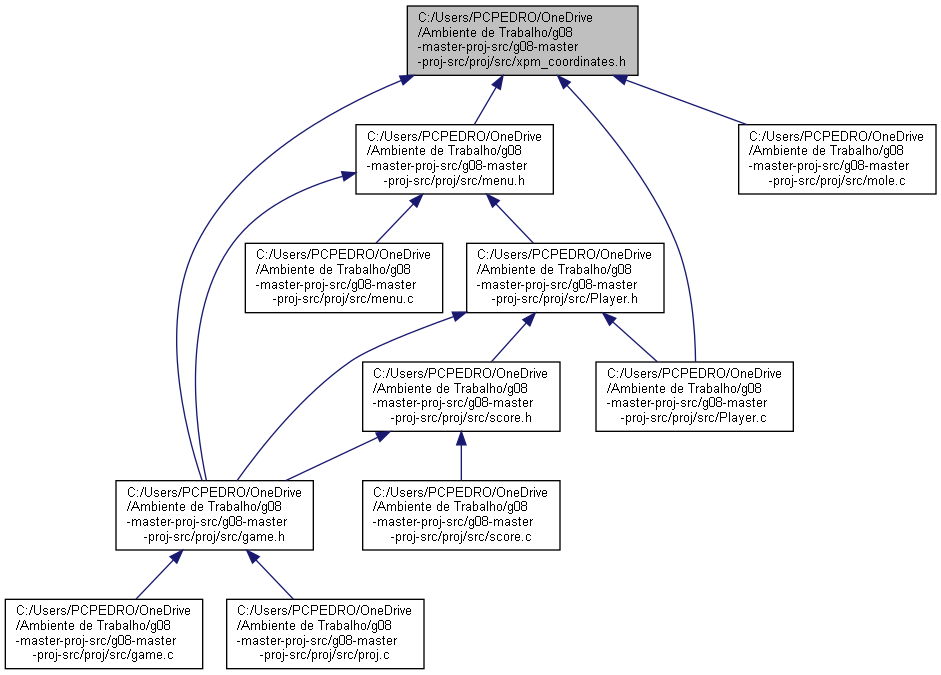 C:/Users/PCPEDRO/OneDrive
/Ambiente de Trabalho/g08
-master-proj-src/g08-master
-proj-src/proj/src/xpm_coordinates.h
C:/Users/PCPEDRO/OneDrive
/Ambiente de Trabalho/g08
-master-proj-src/g08-master
-proj-src/proj/src/menu.h
C:/Users/PCPEDRO/OneDrive
/Ambiente de Trabalho/g08
-master-proj-src/g08-master
-proj-src/proj/src/mole.c
C:/Users/PCPEDRO/OneDrive
/Ambiente de Trabalho/g08
-master-proj-src/g08-master
-proj-src/proj/src/menu.c
C:/Users/PCPEDRO/OneDrive
/Ambiente de Trabalho/g08
-master-proj-src/g08-master
-proj-src/proj/src/Player.h
C:/Users/PCPEDRO/OneDrive
/Ambiente de Trabalho/g08
-master-proj-src/g08-master
-proj-src/proj/src/score.h
C:/Users/PCPEDRO/OneDrive
/Ambiente de Trabalho/g08
-master-proj-src/g08-master
-proj-src/proj/src/Player.c
C:/Users/PCPEDRO/OneDrive
/Ambiente de Trabalho/g08
-master-proj-src/g08-master
-proj-src/proj/src/game.h
C:/Users/PCPEDRO/OneDrive
/Ambiente de Trabalho/g08
-master-proj-src/g08-master
-proj-src/proj/src/score.c
C:/Users/PCPEDRO/OneDrive
/Ambiente de Trabalho/g08
-master-proj-src/g08-master
-proj-src/proj/src/game.c
C:/Users/PCPEDRO/OneDrive
/Ambiente de Trabalho/g08
-master-proj-src/g08-master
-proj-src/proj/src/proj.c